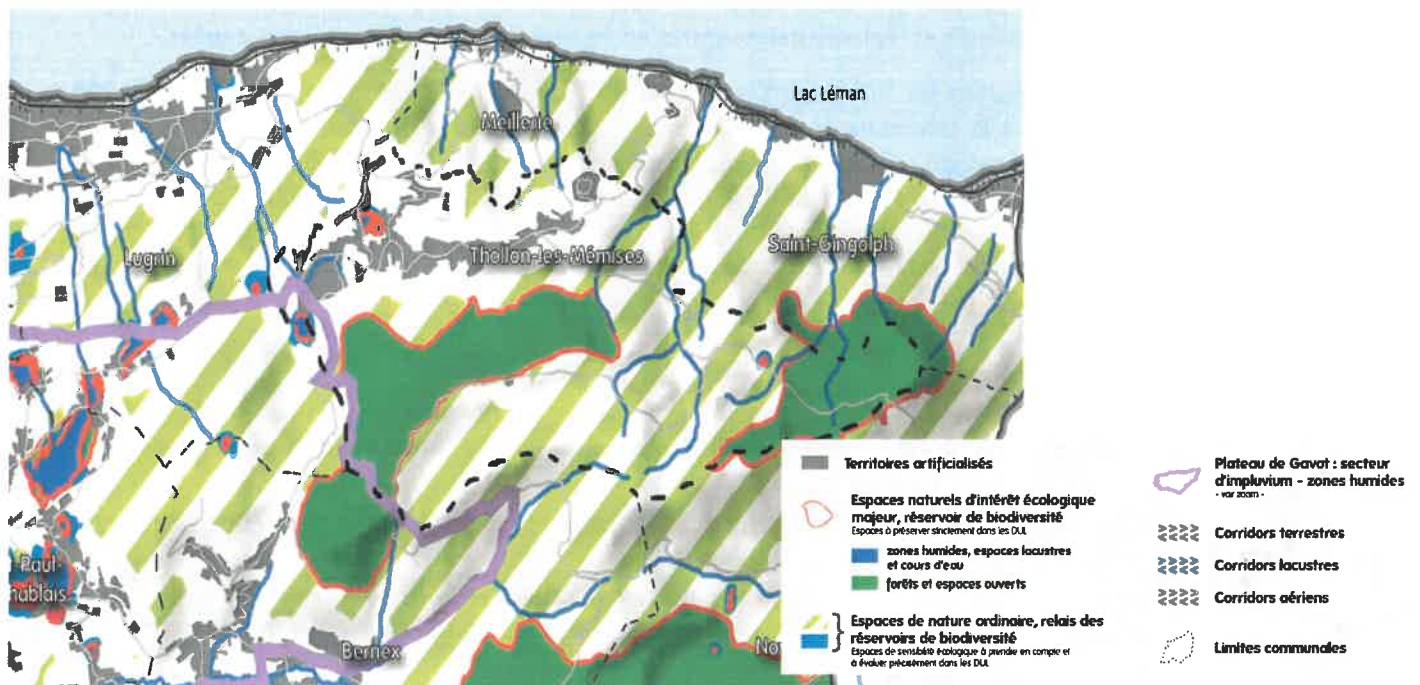 Lac Léman
Meillerie
Lugrin
Thollon-les-Mémises
Saint-Gingolph
Paul-
hablais
Bernex
No
Territoires artificialisés
Espaces naturels d'intérêt écologique
majeur, réservoir de biodiversité
Espaces à préserver strictement dans les DUL
zones humides, espaces lacustres
et cours d'eau
forêts et espaces ouverts
Espaces de nature ordinaire, relais des
réservoirs de biodiversité
Espaces de sensibilité écologique à prendre en compte et
à évaluer précisément dans les DUL
Plateau de Gavot : secteur
d'impluvium - zones humides
- voir zoom -
Corridors terrestres
Corridors lacustres
Corridors aériens
Limites communales